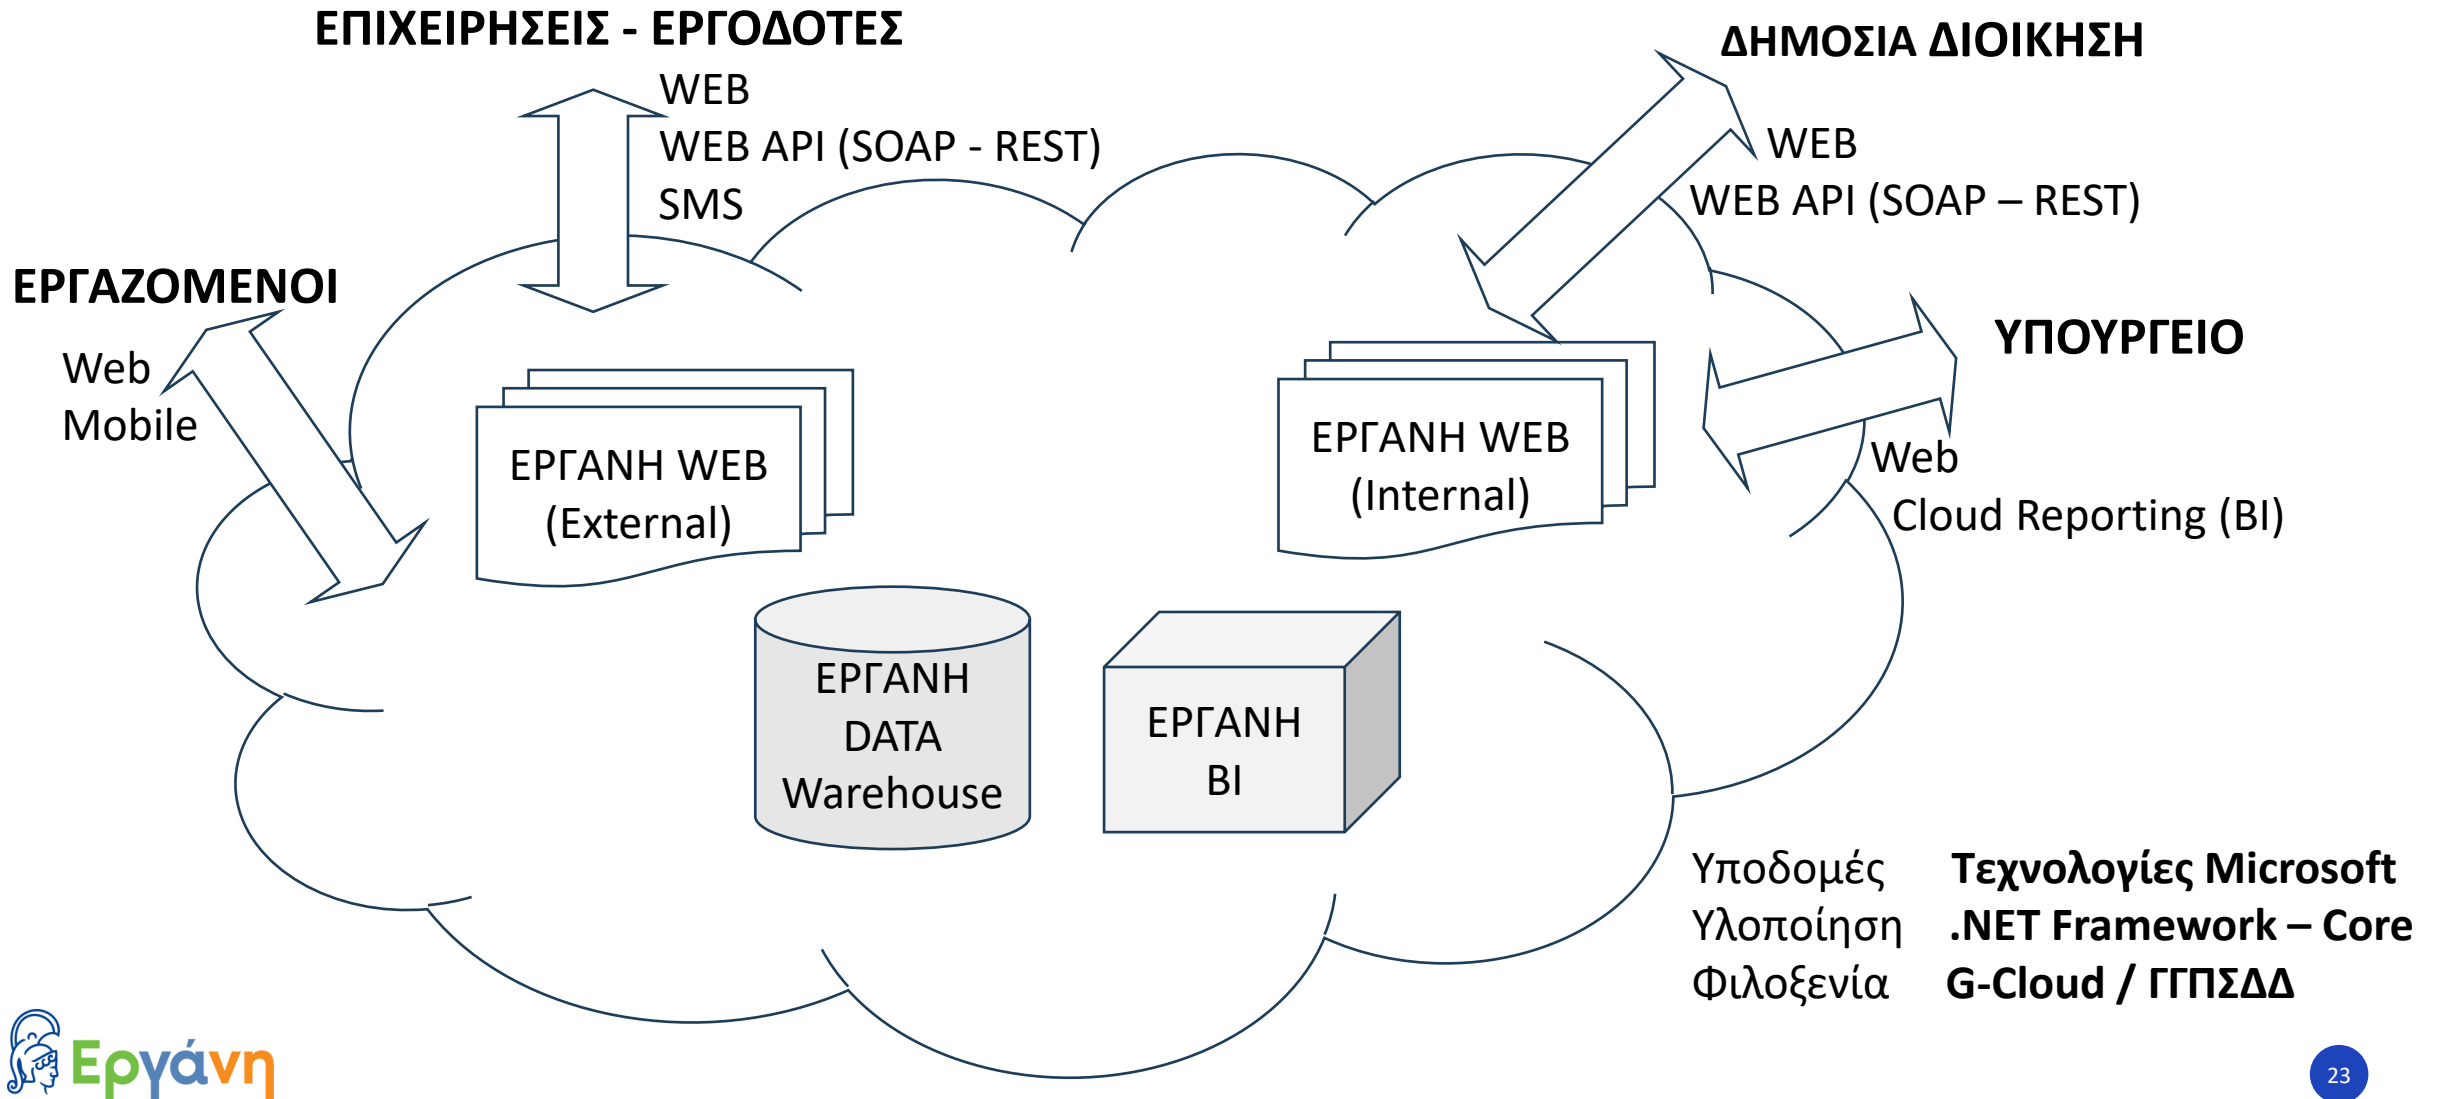 ΕΠΙΧΕΙΡΗΣΕΙΣ - ΕΡΓΟΔΟΤΕΣ
WEB
WEB API (SOAP - REST)
SMS
ΔΗΜΟΣΙΑ ΔΙΟΙΚΗΣΗ
WEB
WEB API (SOAP – REST)
ΕΡΓΑΖΟΜΕΝΟΙ
Web
Mobile
ΥΠΟΥΡΓΕΙΟ
Web
Cloud Reporting (BI)
ΕΡΓΑΝΗ WEB
(External)
ΕΡΓΑΝΗ WEB
(Internal)
ΕΡΓΑΝΗ
DATA
Warehouse
ΕΡΓΑΝΗ
BI
Υποδομές Τεχνολογίες Microsoft
Υλοποίηση .NET Framework – Core
Φιλοξενία G-Cloud / ΓΓΠΣΔΔ
Εργάνη
23